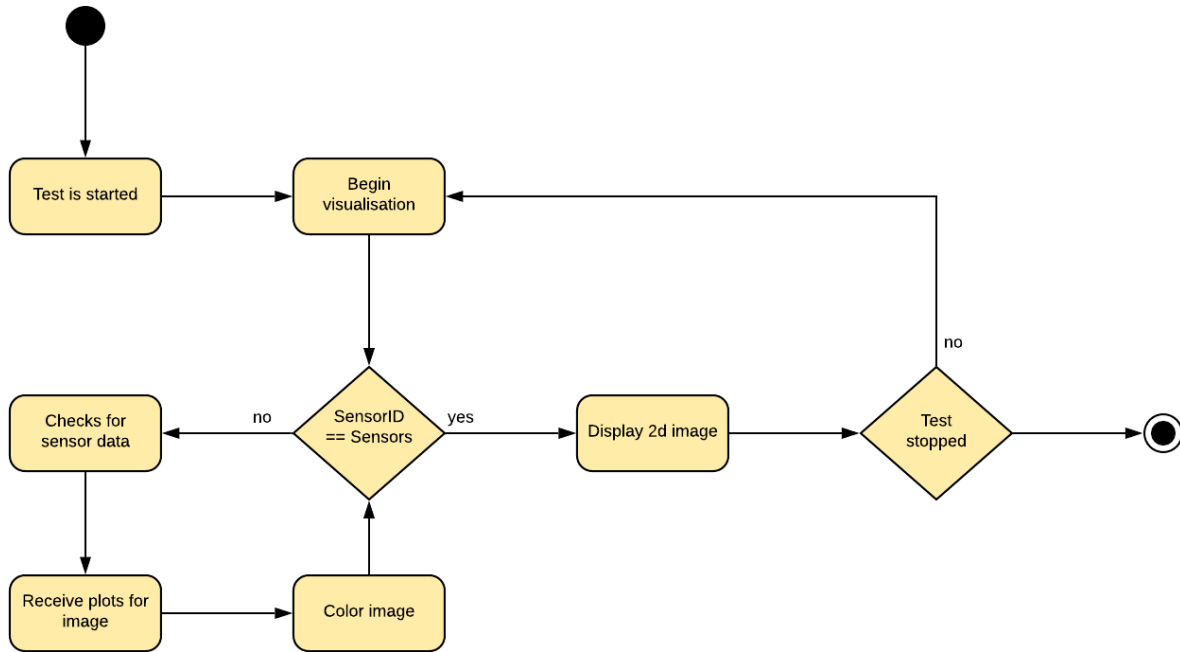 Test is started
Begin
visualisation
no
Checks for
sensor data
no
SensorID
== Sensors
yes
Display 2d image
Test
stopped
Receive plots for
image
Color image